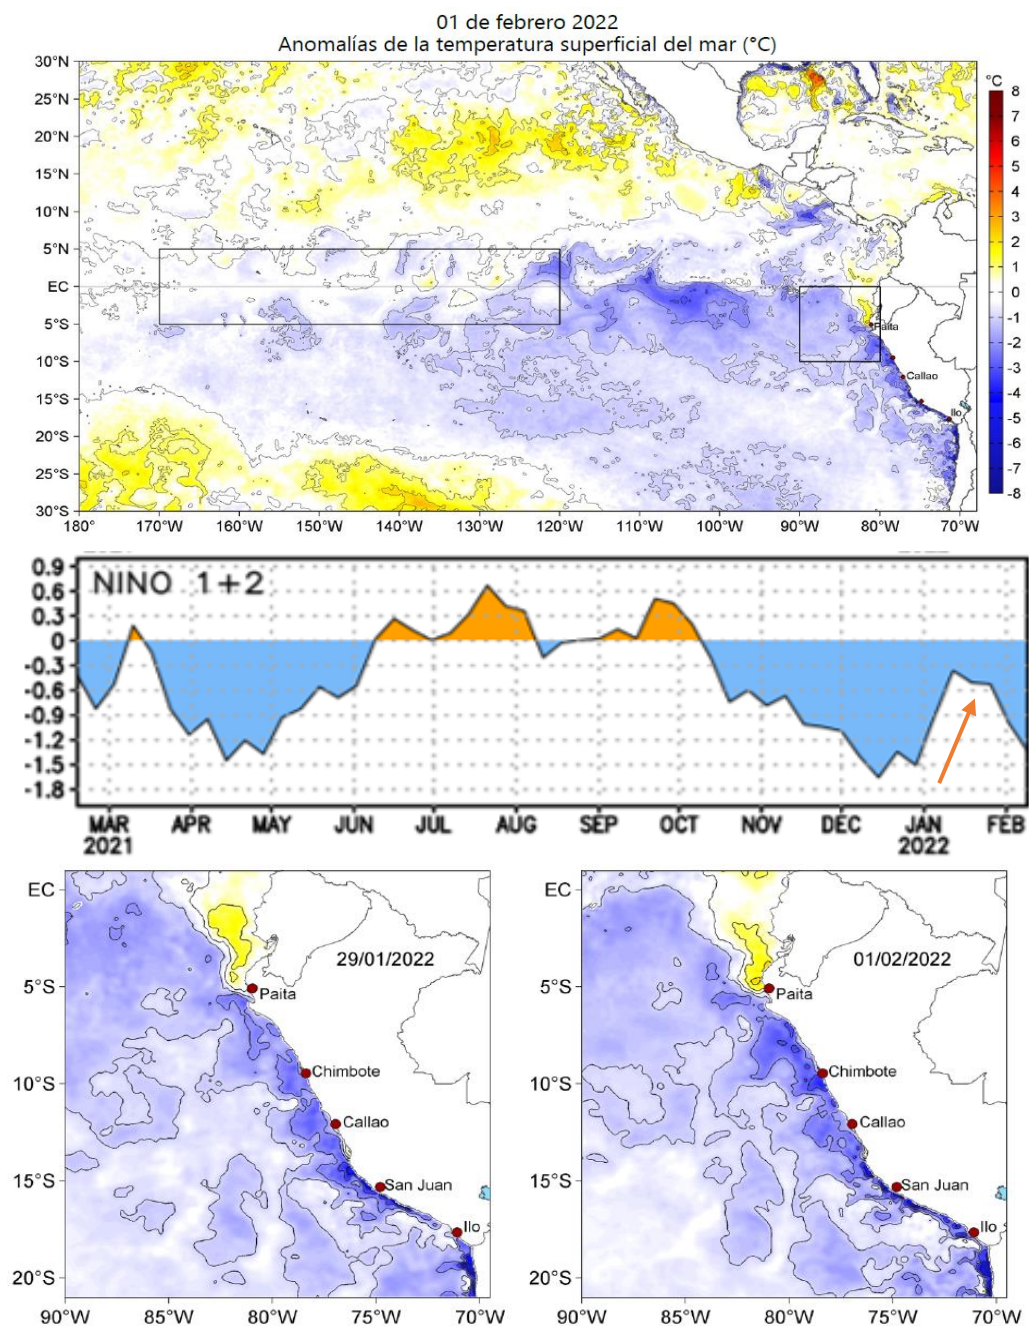 01 de febrero 2022
Anomalías de la temperatura superficial del mar (°C)
30°N
25°N
20°N
15°N
10°N
5°N
EC
5°S
10°S
15°S
20°S
25°S
30°S
180
170°W
160°W
150°W
140°W
130°W
120°W
110°W
100°W
90°W
80°W
70°W
Paita
Callao
Ilo
°C
8
7
6
5
4
3
2
1
0
-1
-2
-3
-4
-5
-6
-7
-8
NINO 1+2
0.9
0.6
0.3
0
-0.3
-0.6
-0.9
-1.2
-1.5
-1.8
MAR APR MAY JUN JUL AUG SEP OCT NOV DEC JAN FEB
2021 2022
EC
5°S
10°S
15°S
20°S
90°W 85°W 80°W 75°W 70°W
29/01/2022
Paita
Chimbote
Callao
San Juan
Ilo
EC
5°S
10°S
15°S
20°S
90°W 85°W 80°W 75°W 70°W
01/02/2022
Paita
Chimbote
Callao
San Juan
Ilo